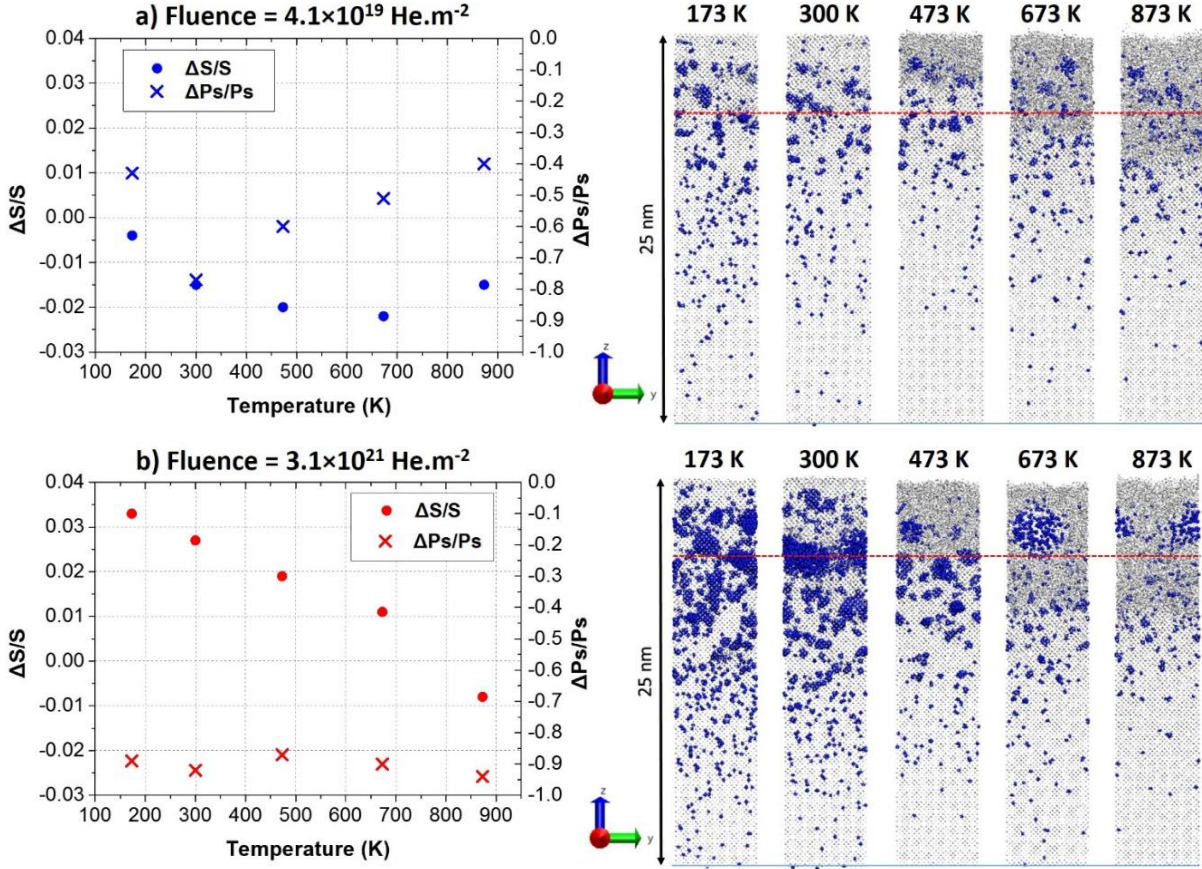 a) Fluence = 4.1×10¹⁹ He.m⁻²
ΔS/S
ΔPs/Ps
0.04
0.03
0.02
0.01
0.00
-0.01
-0.02
-0.03
ΔS/S
0.0
-0.1
-0.2
-0.3
-0.4
-0.5
-0.6
-0.7
-0.8
-0.9
-1.0
ΔPs/Ps
100 200 300 400 500 600 700 800 900
Temperature (K)
173 K 300 K 473 K 673 K 873 K
25 nm
z
y
b) Fluence = 3.1×10²¹ He.m⁻²
ΔS/S
ΔPs/Ps
0.04
0.03
0.02
0.01
0.00
-0.01
-0.02
-0.03
ΔS/S
0.0
-0.1
-0.2
-0.3
-0.4
-0.5
-0.6
-0.7
-0.8
-0.9
-1.0
ΔPs/Ps
100 200 300 400 500 600 700 800 900
Temperature (K)
173 K 300 K 473 K 673 K 873 K
25 nm
z
y